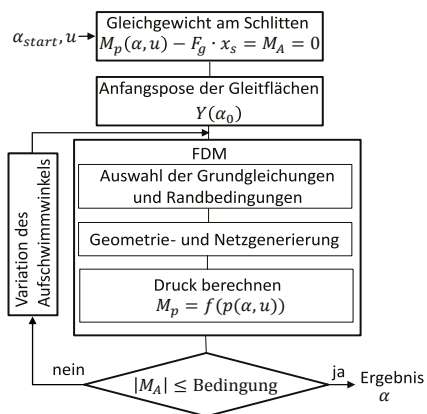 Gleichgewicht am Schlitten
α_start, u
M_p(α, u) − F_g · x_s = M_A = 0
Anfangspose der Gleitflächen
Y(α_0)
FDM
Auswahl der Grundgleichungen
und Randbedingungen
Geometrie- und Netzgenerierung
Druck berechnen
M_p = f(p(α, u))
Variation des
Aufschwimmwinkels
nein
|M_A| ≤ Bedingung
ja
Ergebnis
α